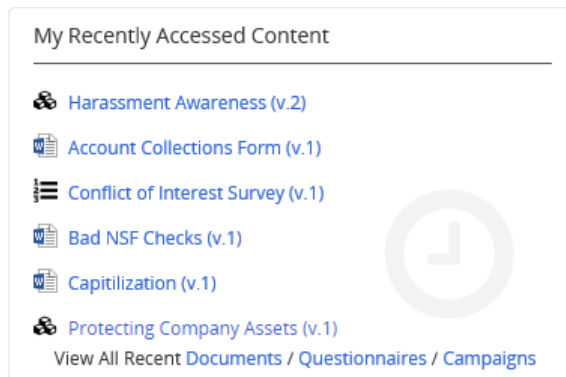 My Recently Accessed Content
Harassment Awareness (v.2)
Account Collections Form (v.1)
Conflict of Interest Survey (v.1)
Bad NSF Checks (v.1)
Capitilization (v.1)
Protecting Company Assets (v.1)
View All Recent Documents / Questionnaires / Campaigns